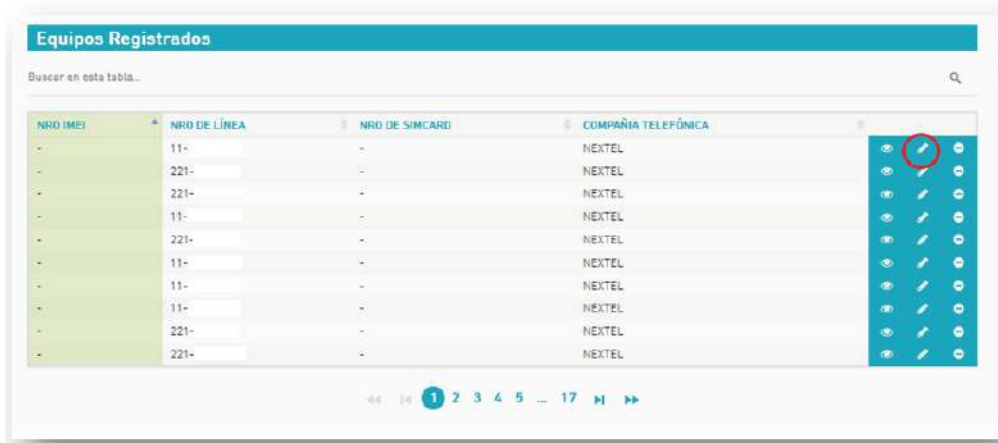 Equipos Registrados
Buscar en esta tabla...
NRO IMEI NRO DE LÍNEA NRO DE SIMCARD COMPAÑIA TELEFÓNICA
- 11- - NEXTEL
- 221- - NEXTEL
- 221- - NEXTEL
- 11- - NEXTEL
- 221- - NEXTEL
- 11- - NEXTEL
- 11- - NEXTEL
- 11- - NEXTEL
- 221- - NEXTEL
- 221- - NEXTEL
1 2 3 4 5 ... 17